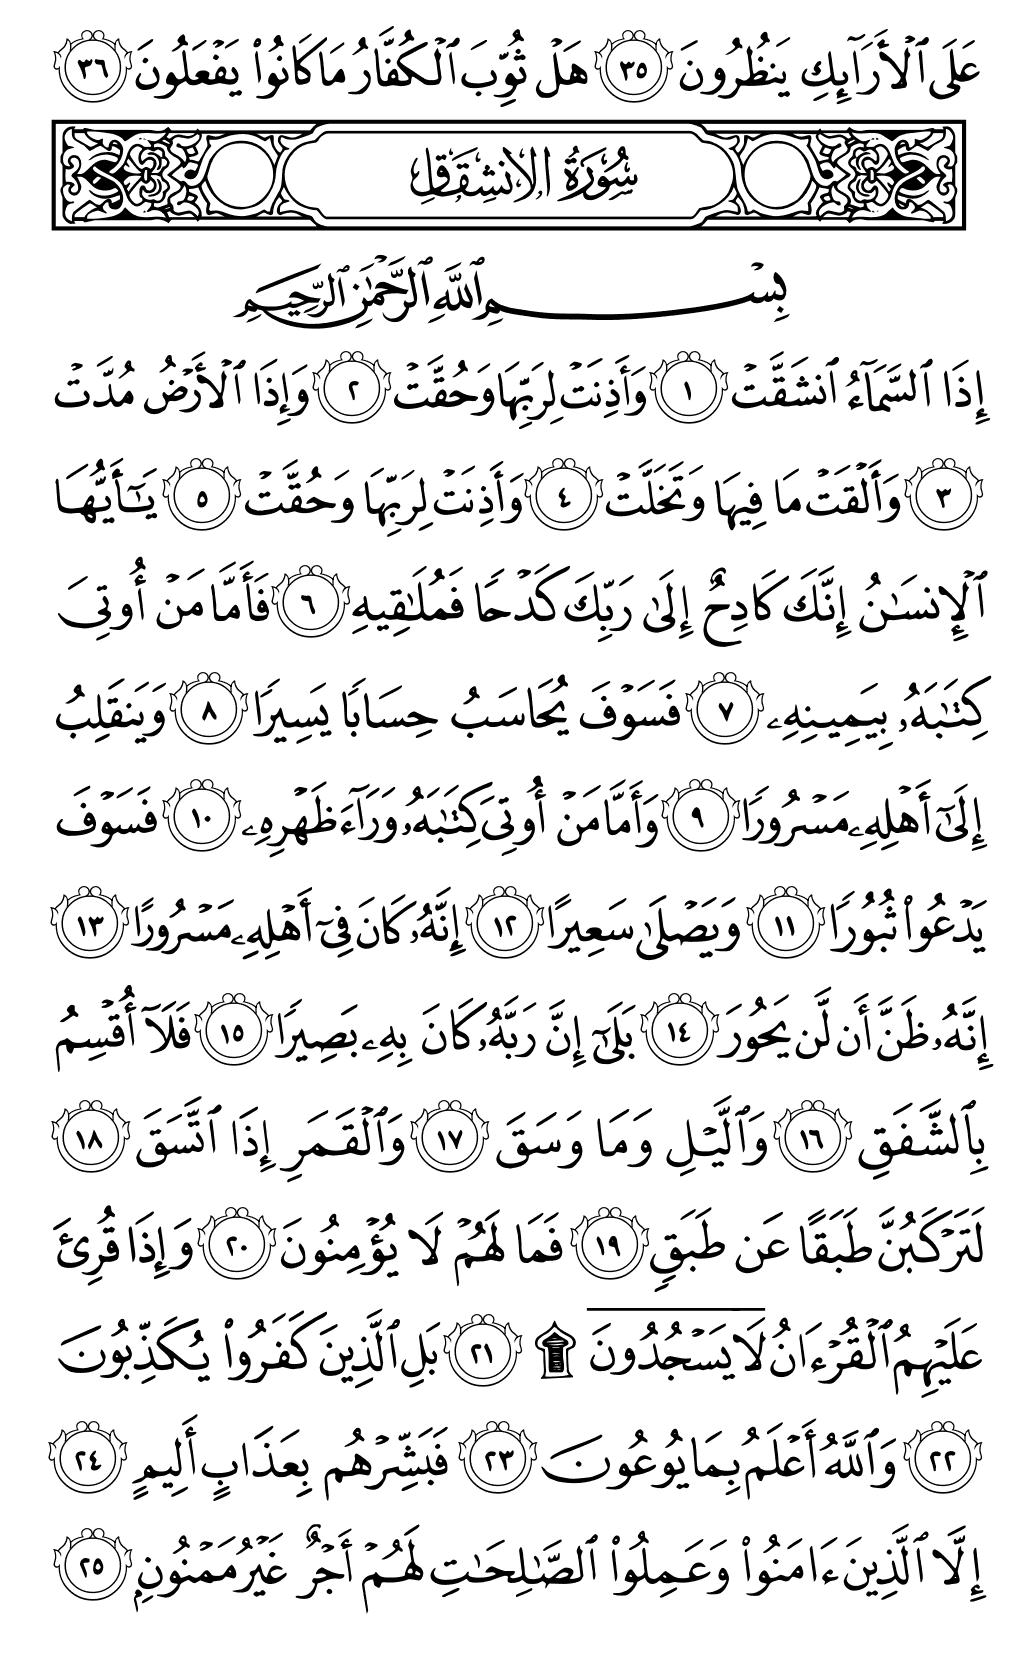 عَلَى ٱلْأَرَآئِكِ يَنظُرُونَ ٣٥ هَلْ ثُوِّبَ ٱلْكُفَّارُ مَا كَانُوا۟ يَفْعَلُونَ ٣٦
سُورَةُ الانشِقَاقِ
بِسْمِ ٱللَّهِ ٱلرَّحْمَٰنِ ٱلرَّحِيمِ
إِذَا ٱلسَّمَآءُ ٱنشَقَّتْ ١ وَأَذِنَتْ لِرَبِّهَا وَحُقَّتْ ٢ وَإِذَا ٱلْأَرْضُ مُدَّتْ
٣ وَأَلْقَتْ مَا فِيهَا وَتَخَلَّتْ ٤ وَأَذِنَتْ لِرَبِّهَا وَحُقَّتْ ٥ يَٰٓأَيُّهَا
ٱلْإِنسَٰنُ إِنَّكَ كَادِحٌ إِلَىٰ رَبِّكَ كَدْحًا فَمُلَٰقِيهِ ٦ فَأَمَّا مَنْ أُوتِىَ
كِتَٰبَهُۥ بِيَمِينِهِۦ ٧ فَسَوْفَ يُحَاسَبُ حِسَابًا يَسِيرًا ٨ وَيَنقَلِبُ
إِلَىٰٓ أَهْلِهِۦ مَسْرُورًا ٩ وَأَمَّا مَنْ أُوتِىَ كِتَٰبَهُۥ وَرَآءَ ظَهْرِهِۦ ١٠ فَسَوْفَ
يَدْعُوا۟ ثُبُورًا ١١ وَيَصْلَىٰ سَعِيرًا ١٢ إِنَّهُۥ كَانَ فِىٓ أَهْلِهِۦ مَسْرُورًا ١٣
إِنَّهُۥ ظَنَّ أَن لَّن يَحُورَ ١٤ بَلَىٰٓ إِنَّ رَبَّهُۥ كَانَ بِهِۦ بَصِيرًا ١٥ فَلَآ أُقْسِمُ
بِٱلشَّفَقِ ١٦ وَٱلَّيْلِ وَمَا وَسَقَ ١٧ وَٱلْقَمَرِ إِذَا ٱتَّسَقَ ١٨
لَتَرْكَبُنَّ طَبَقًا عَن طَبَقٍ ١٩ فَمَا لَهُمْ لَا يُؤْمِنُونَ ٢٠ وَإِذَا قُرِئَ
عَلَيْهِمُ ٱلْقُرْءَانُ لَا يَسْجُدُونَ ۩ ٢١ بَلِ ٱلَّذِينَ كَفَرُوا۟ يُكَذِّبُونَ
٢٢ وَٱللَّهُ أَعْلَمُ بِمَا يُوعُونَ ٢٣ فَبَشِّرْهُم بِعَذَابٍ أَلِيمٍ ٢٤
إِلَّا ٱلَّذِينَ ءَامَنُوا۟ وَعَمِلُوا۟ ٱلصَّٰلِحَٰتِ لَهُمْ أَجْرٌ غَيْرُ مَمْنُونٍۭ ٢٥